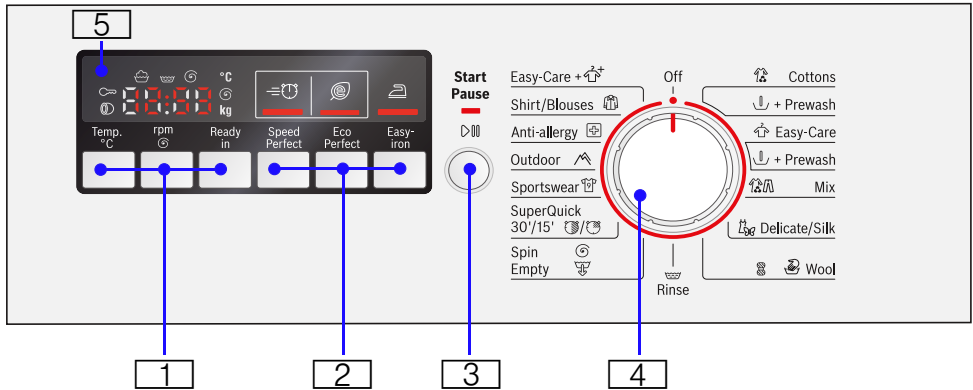 5
°C
88:88
kg
Temp.
°C
rpm
Ready
in
Speed
Perfect
Eco
Perfect
Easy-
iron
Start
Pause
Easy-Care +
Shirt/Blouses
Anti-allergy
Outdoor
Sportswear
SuperQuick
30'/15' /
Spin
Empty
Off
Rinse
Cottons
+ Prewash
Easy-Care
+ Prewash
Mix
Delicate/Silk
Wool
1
2
3
4